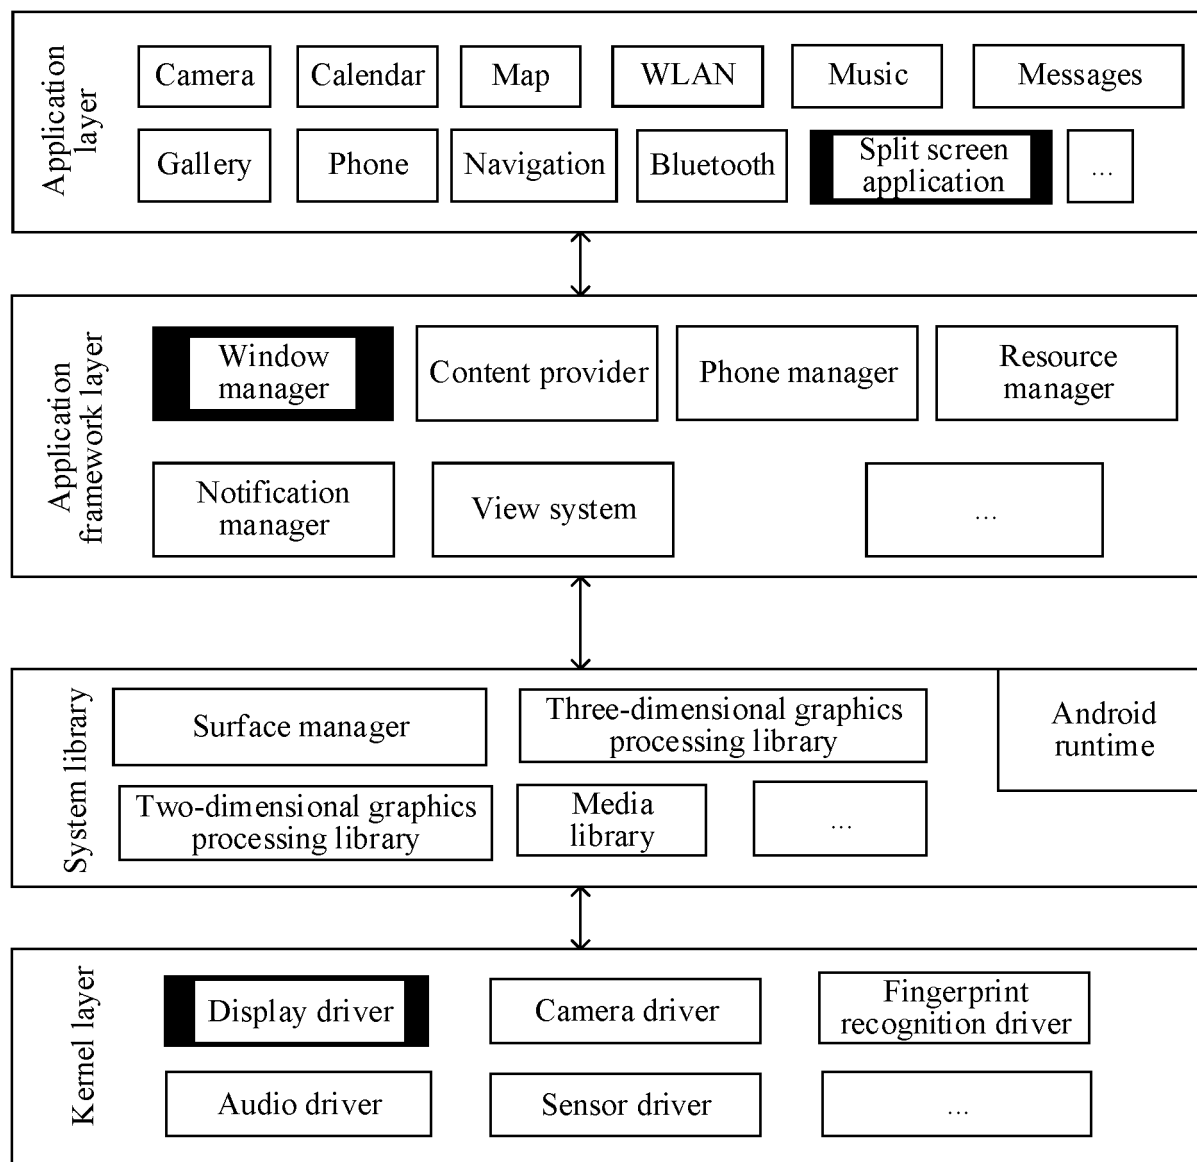 Application
layer
Camera
Calendar
Map
WLAN
Music
Messages
Gallery
Phone
Navigation
Bluetooth
Split screen
application
...
Application
framework layer
Window
manager
Content provider
Phone manager
Resource
manager
Notification
manager
View system
...
System library
Surface manager
Three-dimensional graphics
processing library
Android
runtime
Two-dimensional graphics
processing library
Media
library
...
Kernel layer
Display driver
Camera driver
Fingerprint
recognition driver
Audio driver
Sensor driver
...